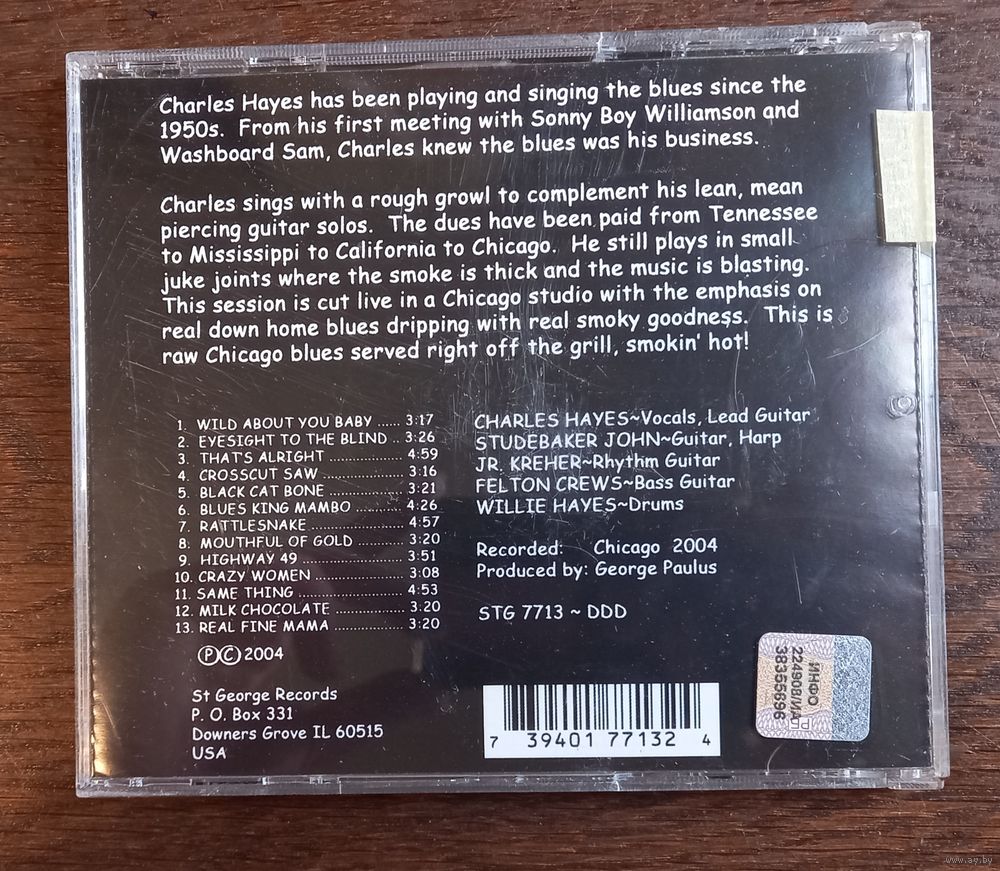 Charles Hayes has been playing and singing the blues since the
1950s. From his first meeting with Sonny Boy Williamson and
Washboard Sam, Charles knew the blues was his business.
Charles sings with a rough growl to complement his lean, mean
piercing guitar solos. The dues have been paid from Tennessee
to Mississippi to California to Chicago. He still plays in small
juke joints where the smoke is thick and the music is blasting.
This session is cut live in a Chicago studio with the emphasis on
real down home blues dripping with real smoky goodness. This is
raw Chicago blues served right off the grill, smokin' hot!
1. WILD ABOUT YOU BABY ..... 3:17
2. EYESIGHT TO THE BLIND .. 3:26
3. THAT'S ALRIGHT ................ 4:59
4. CROSSCUT SAW ................ 3:16
5. BLACK CAT BONE ................ 3:21
6. BLUES KING MAMBO .......... 4:26
7. RATTLESNAKE .................... 4:57
8. MOUTHFUL OF GOLD ........... 3:20
9. HIGHWAY 49 ..................... 3:51
10. CRAZY WOMEN .................. 3:08
11. SAME THING ...................... 4:53
12. MILK CHOCOLATE ............... 3:20
13. REAL FINE MAMA ............... 3:20
CHARLES HAYES~Vocals, Lead Guitar
STUDEBAKER JOHN~Guitar, Harp
JR. KREHER~Rhythm Guitar
FELTON CREWS~Bass Guitar
WILLIE HAYES~Drums
Recorded: Chicago 2004
Produced by: George Paulus
STG 7713 ~ DDD
ⓅⒸ 2004
St George Records
P. O. Box 331
Downers Grove IL 60515
USA
7 39401 77132 4
ИНФО
38355696
РБ
www.ay.by